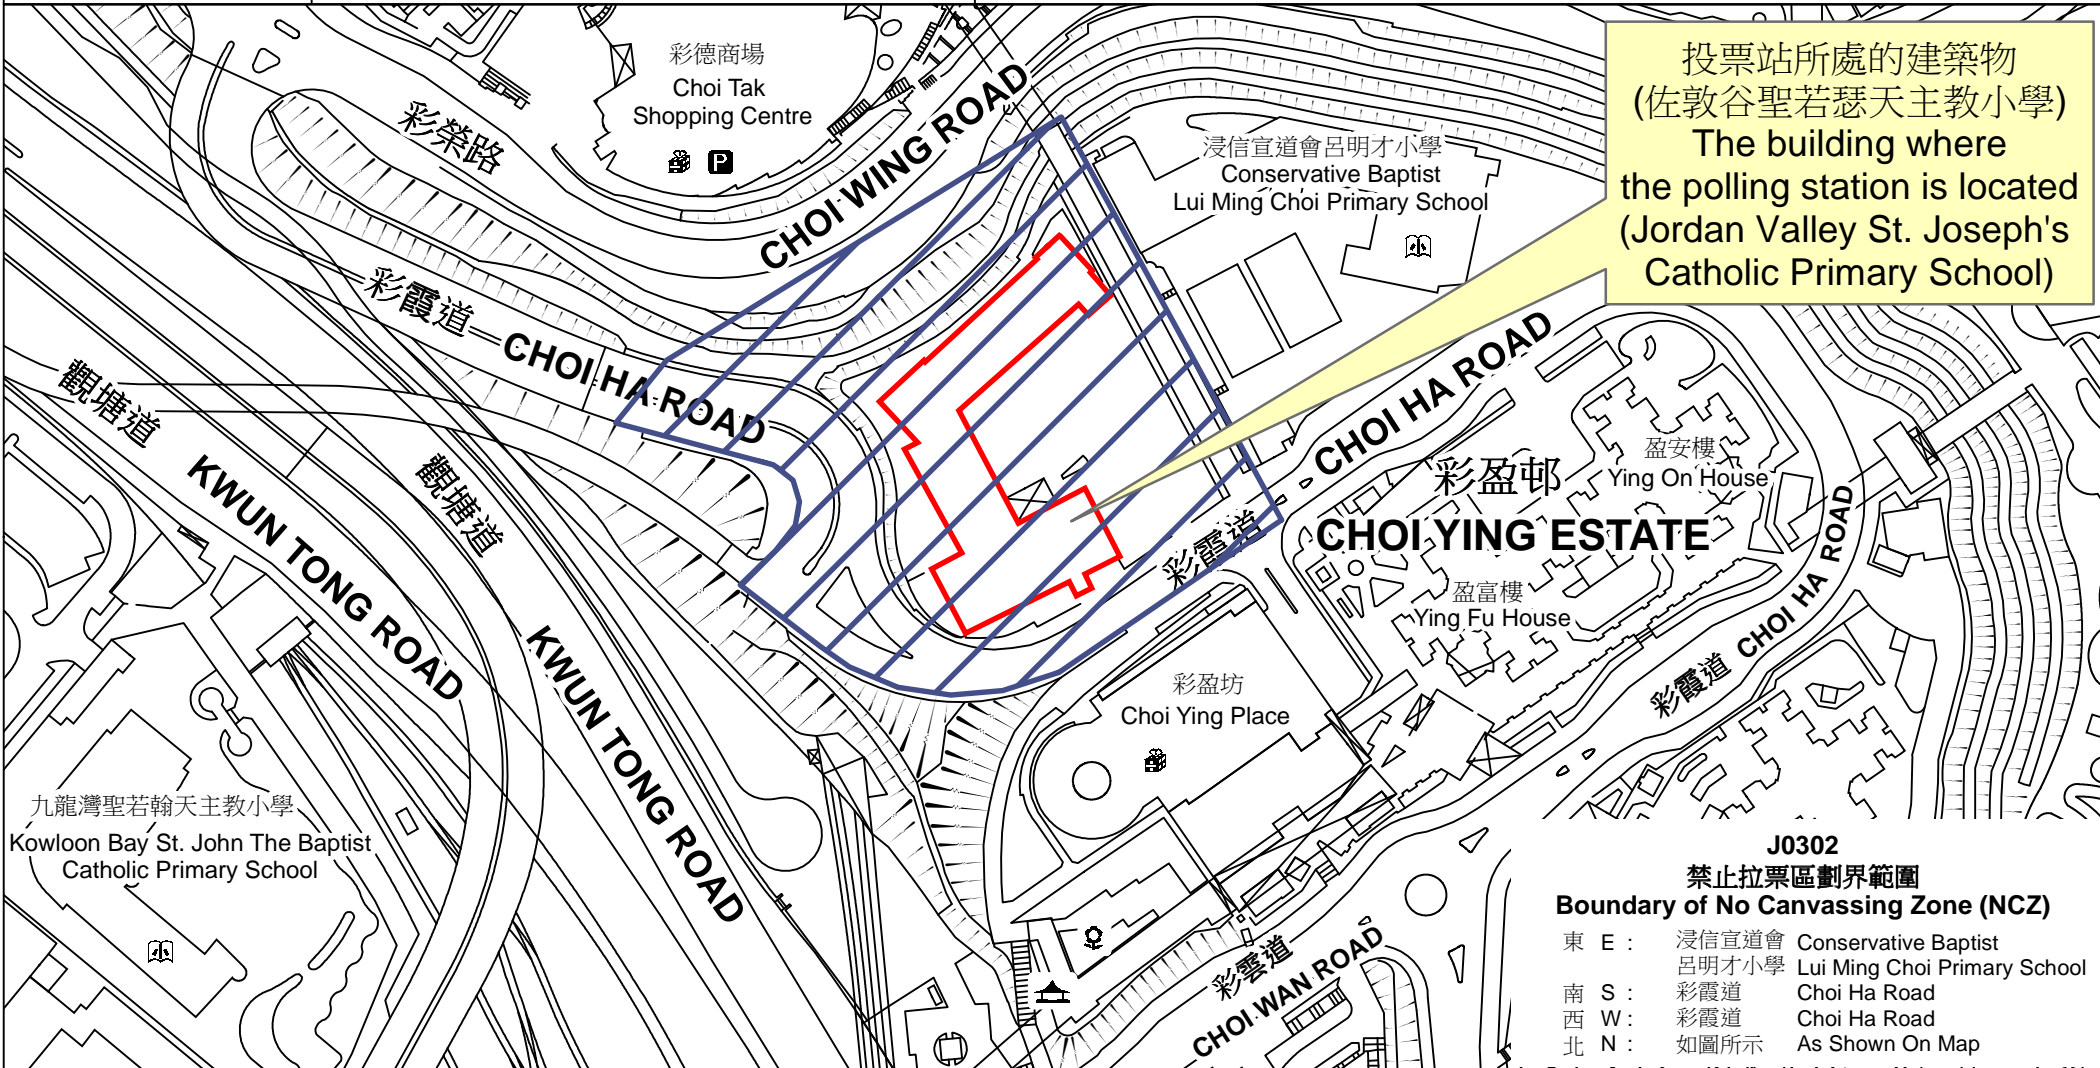 彩德商場
Choi Tak
Shopping Centre
P
彩榮路
CHOI WING ROAD
浸信宣道會呂明才小學
Conservative Baptist
Lui Ming Choi Primary School
投票站所處的建築物
(佐敦谷聖若瑟天主教小學)
The building where
the polling station is located
(Jordan Valley St. Joseph's
Catholic Primary School)
彩霞道
CHOI HA ROAD
觀塘道
KWUN TONG ROAD
觀塘道
KWUN TONG ROAD
彩霞道
CHOI HA ROAD
彩盈邨
CHOI YING ESTATE
盈安樓
Ying On House
盈富樓
Ying Fu House
彩霞道
CHOI HA ROAD
彩盈坊
Choi Ying Place
九龍灣聖若翰天主教小學
Kowloon Bay St. John The Baptist
Catholic Primary School
彩雲道
CHOI WAN ROAD
J0302
禁止拉票區劃界範圍
Boundary of No Canvassing Zone (NCZ)
東 E : 浸信宣道會 Conservative Baptist
呂明才小學 Lui Ming Choi Primary School
南 S : 彩霞道 Choi Ha Road
西 W : 彩霞道 Choi Ha Road
北 N : 如圖所示 As Shown On Map